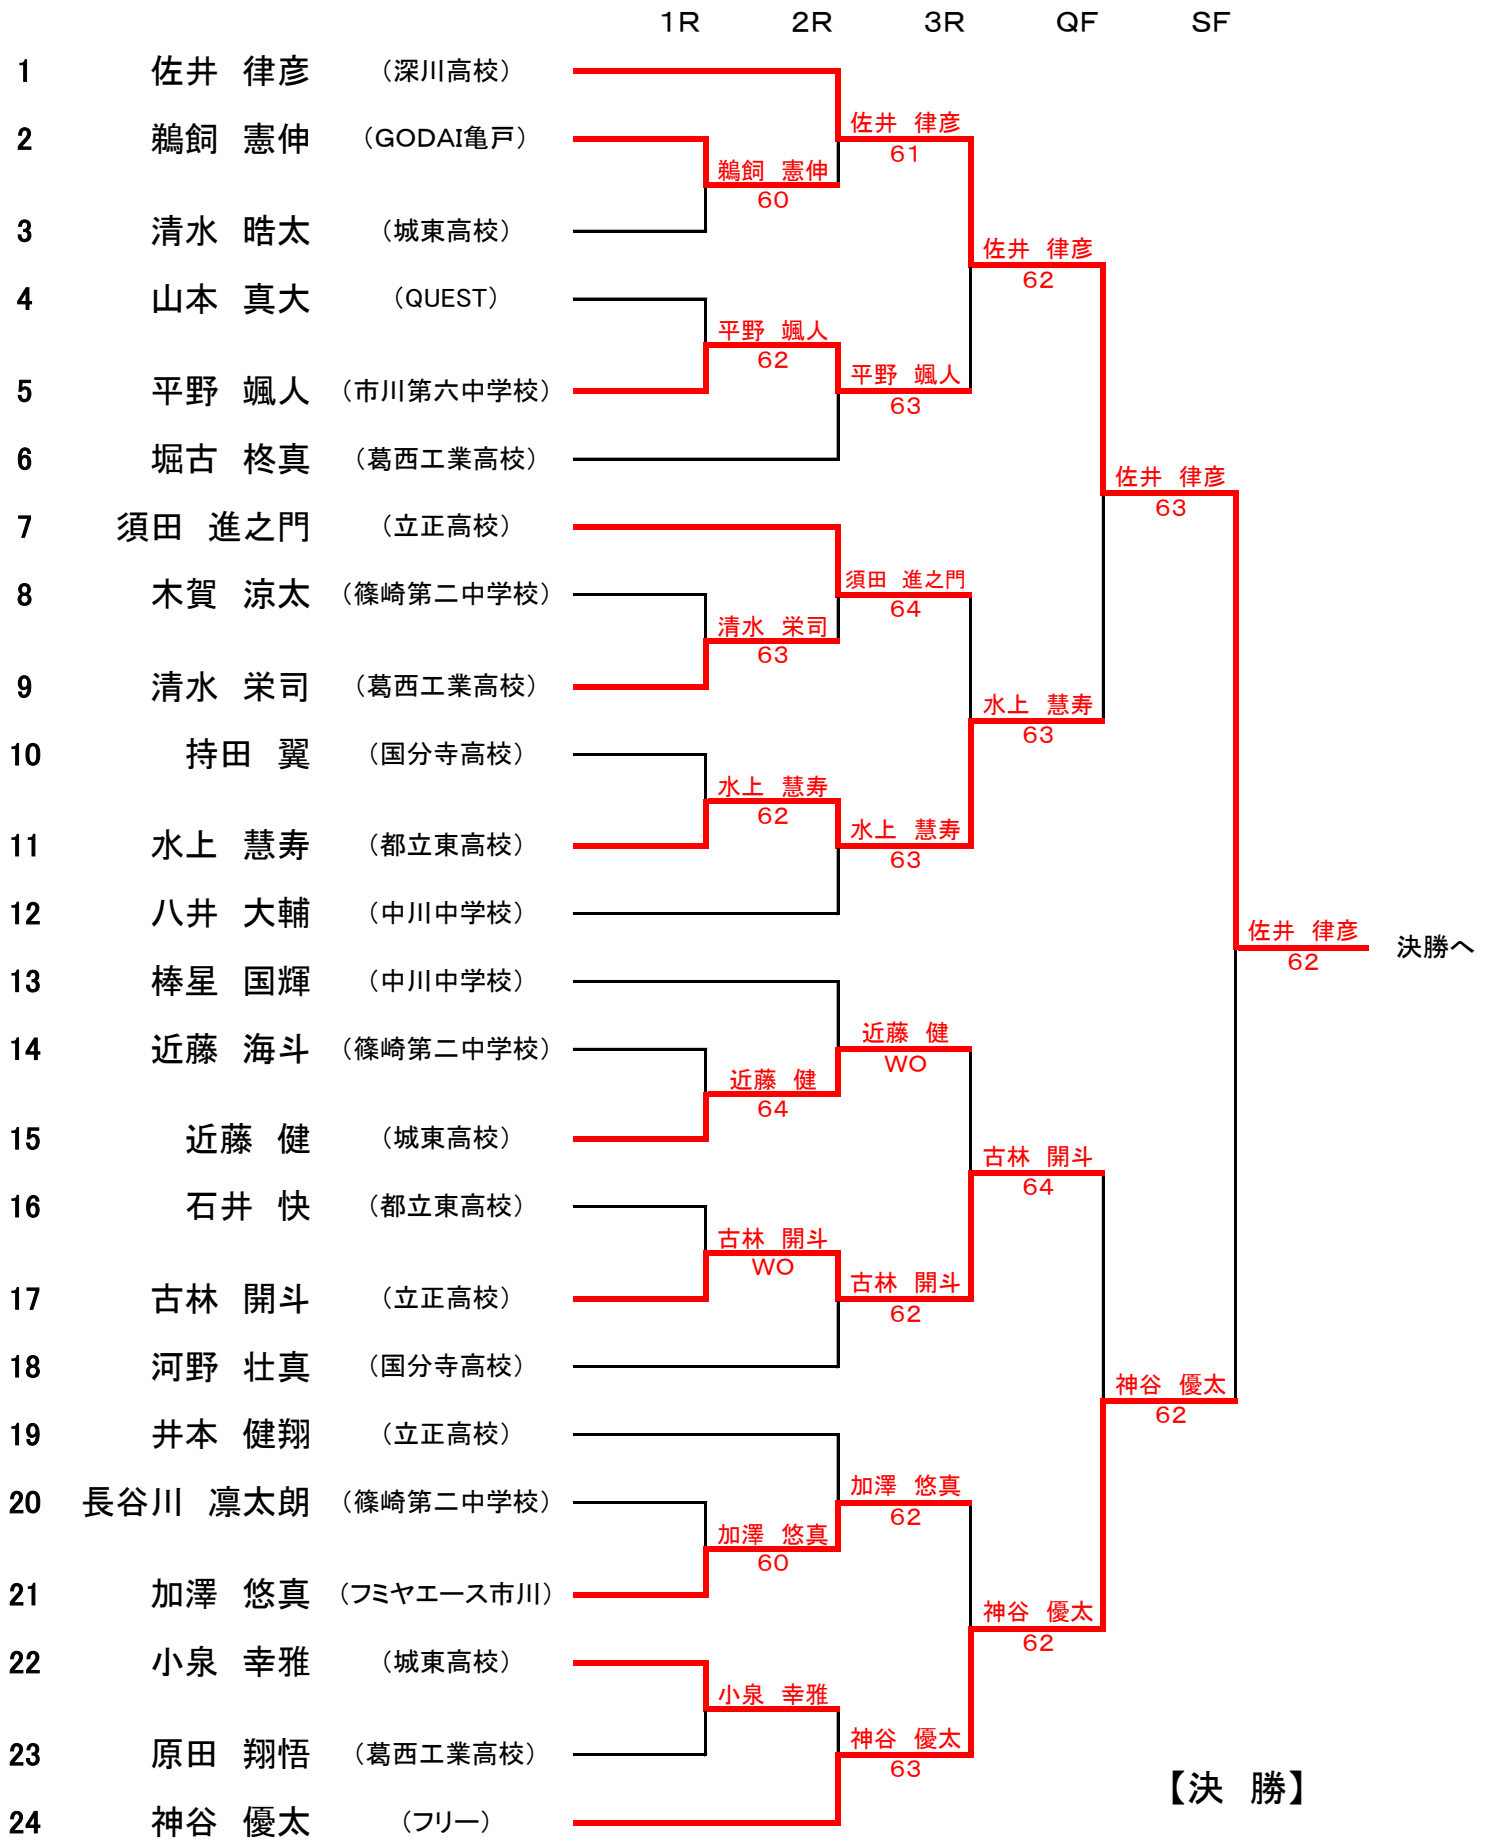 1R 2R 3R QF SF
1 佐井 律彦 （深川高校）
佐井 律彦
2 鵜飼 憲伸 （GODAI亀戸）
61
鵜飼 憲伸
60
3 清水 晧太 （城東高校）
佐井 律彦
62
4 山本 真大 （QUEST）
平野 颯人
62
5 平野 颯人 （市川第六中学校） 平野 颯人
63
6 堀古 柊真 （葛西工業高校）
佐井 律彦
63
7 須田 進之門 （立正高校）
須田 進之門
8 木賀 涼太 （篠崎第二中学校）
64
清水 栄司
63
9 清水 栄司 （葛西工業高校）
水上 慧寿
63
10 持田 翼 （国分寺高校）
水上 慧寿
62
11 水上 慧寿 （都立東高校） 水上 慧寿
63
12 八井 大輔 （中川中学校）
佐井 律彦 決勝へ
62
13 棒星 国輝 （中川中学校）
近藤 健
14 近藤 海斗 （篠崎第二中学校）
WO
近藤 健
64
15 近藤 健 （城東高校）
古林 開斗
64
16 石井 快 （都立東高校）
古林 開斗
WO
17 古林 開斗 （立正高校） 古林 開斗
62
18 河野 壮真 （国分寺高校）
神谷 優太
62
19 井本 健翔 （立正高校）
加澤 悠真
20 長谷川 凛太朗 （篠崎第二中学校）
62
加澤 悠真
60
21 加澤 悠真 （フミヤエース市川）
神谷 優太
62
22 小泉 幸雅 （城東高校）
小泉 幸雅
23 原田 翔悟 （葛西工業高校） 神谷 優太
63
【決 勝】
24 神谷 優太 （フリー）